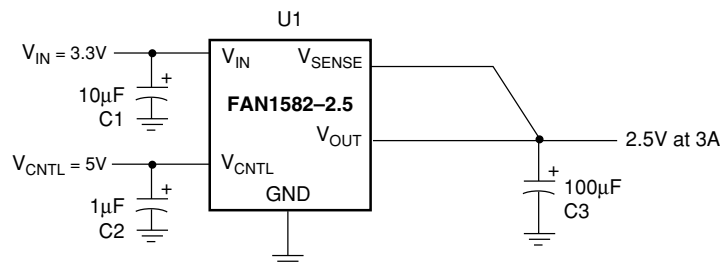 U1
V_IN = 3.3V
V_IN
V_SENSE
+
10μF
C1
FAN1582–2.5
V_OUT
2.5V at 3A
V_CNTL = 5V
V_CNTL
+
1μF
C2
GND
+
100μF
C3